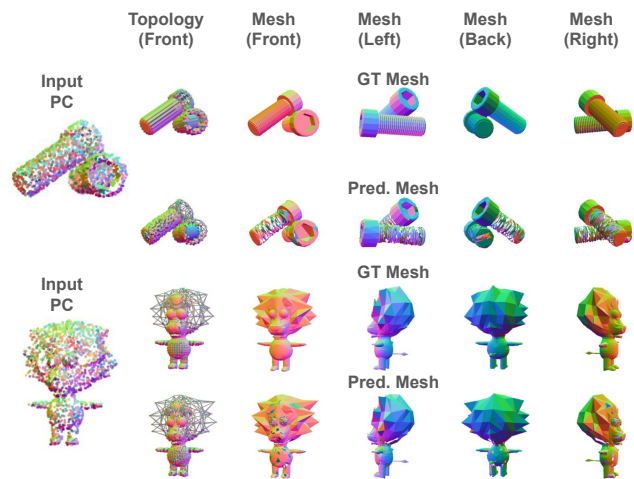 Topology Mesh Mesh Mesh Mesh
(Front) (Front) (Left) (Back) (Right)
Input
PC
GT Mesh
Pred. Mesh
GT Mesh
Input
PC
Pred. Mesh